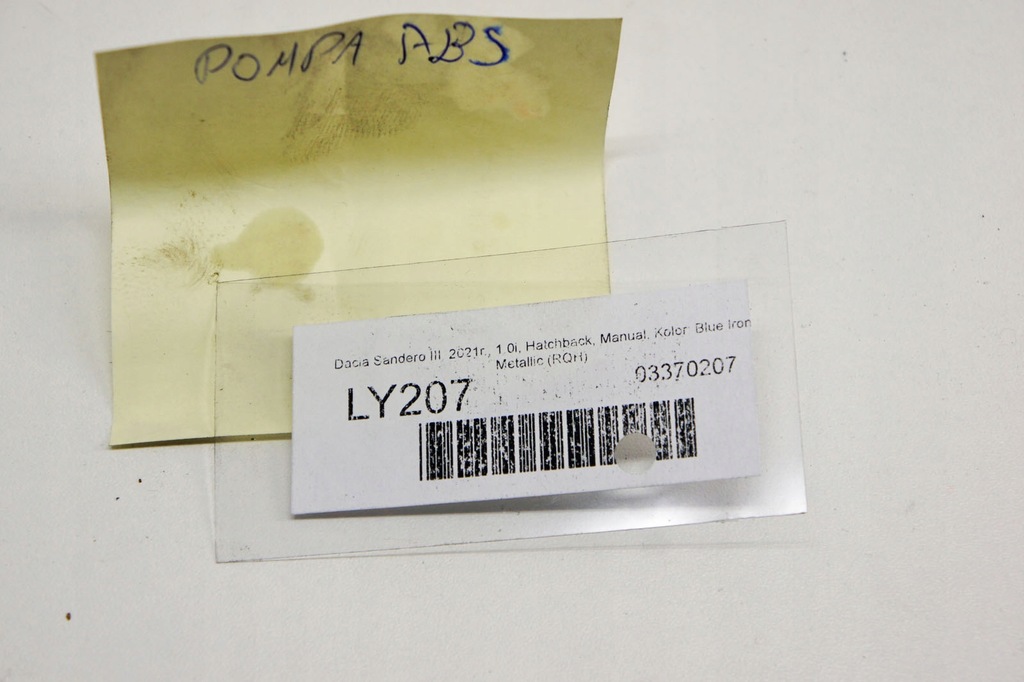 POMPA ABS
Dacia Sandero III, 2021r., 1.0i, Hatchback, Manual, Kolor: Blue Iron
Metallic (RQH)
LY207 03370207